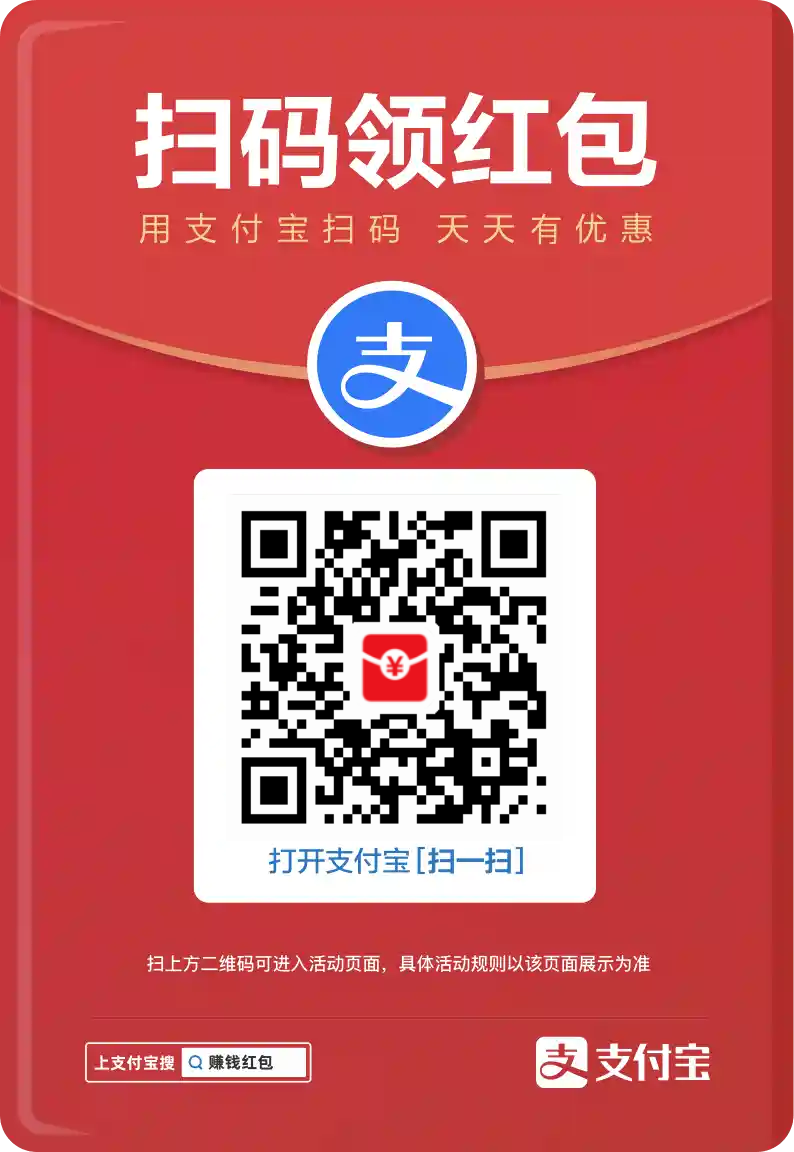 扫码领红包
用支付宝扫码 天天有优惠
支
¥
打开支付宝[扫一扫]
扫上方二维码可进入活动页面，具体活动规则以该页面展示为准
上支付宝搜 赚钱红包
支 支付宝